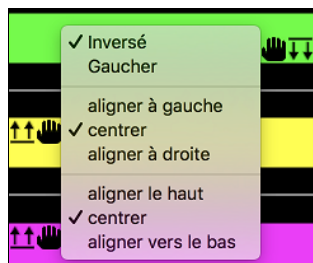 ✓ Inversé
Gaucher
aligner à gauche
✓ centrer
aligner à droite
aligner le haut
✓ centrer
aligner vers le bas